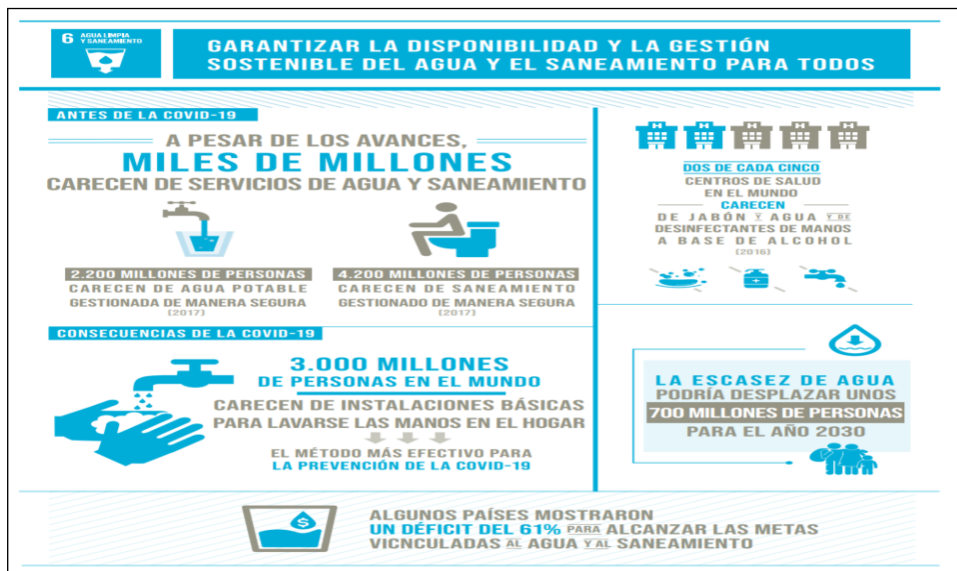 6 AGUA LIMPIA
Y SANEAMIENTO
GARANTIZAR LA DISPONIBILIDAD Y LA GESTIÓN
SOSTENIBLE DEL AGUA Y EL SANEAMIENTO PARA TODOS
ANTES DE LA COVID-19
A PESAR DE LOS AVANCES,
MILES DE MILLONES
CARECEN DE SERVICIOS DE AGUA Y SANEAMIENTO
2.200 MILLONES DE PERSONAS
CARECEN DE AGUA POTABLE
GESTIONADA DE MANERA SEGURA
(2017)
4.200 MILLONES DE PERSONAS
CARECEN DE SANEAMIENTO
GESTIONADO DE MANERA SEGURA
(2017)
H H H H H
DOS DE CADA CINCO
CENTROS DE SALUD
EN EL MUNDO
CARECEN
DE JABÓN Y AGUA Y DE
DESINFECTANTES DE MANOS
A BASE DE ALCOHOL
(2016)
CONSECUENCIAS DE LA COVID-19
3.000 MILLONES
DE PERSONAS EN EL MUNDO
CARECEN DE INSTALACIONES BÁSICAS
PARA LAVARSE LAS MANOS EN EL HOGAR
EL MÉTODO MÁS EFECTIVO PARA
LA PREVENCIÓN DE LA COVID-19
LA ESCASEZ DE AGUA
PODRÍA DESPLAZAR UNOS
700 MILLONES DE PERSONAS
PARA EL AÑO 2030
$
ALGUNOS PAÍSES MOSTRARON
UN DÉFICIT DEL 61% PARA ALCANZAR LAS METAS
VICNCULADAS AL AGUA Y AL SANEAMIENTO